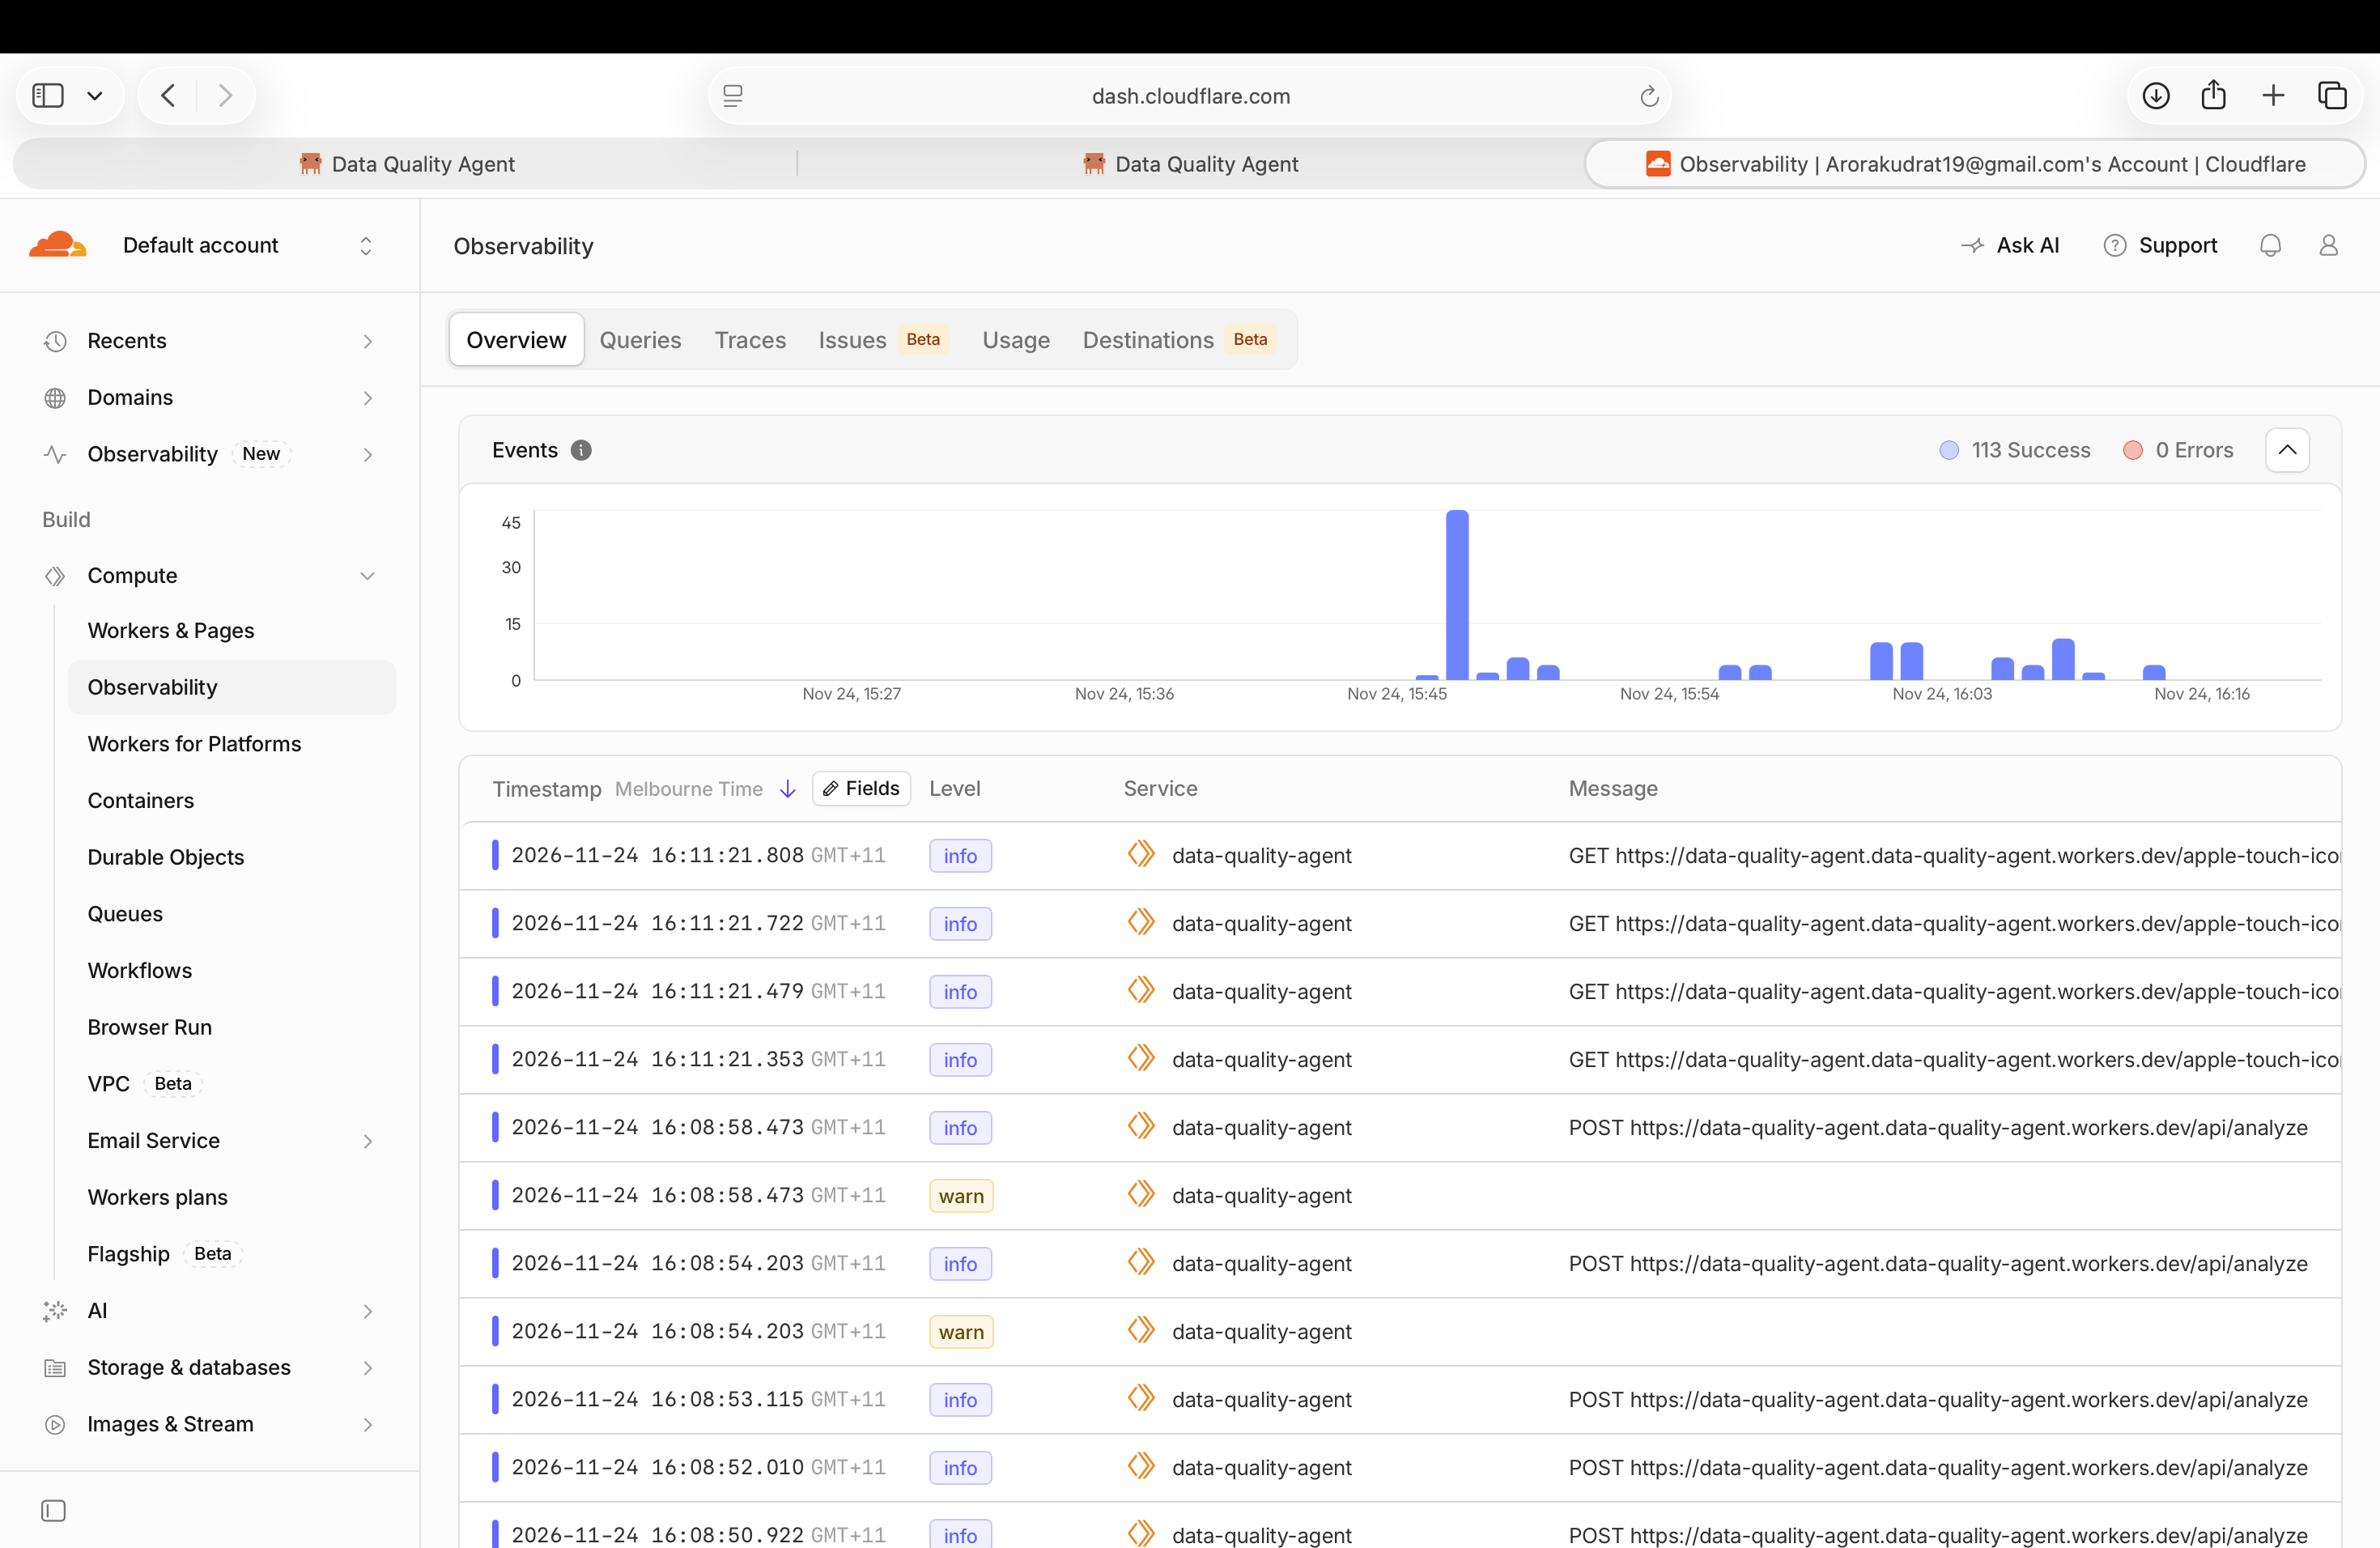 dash.cloudflare.com
Data Quality Agent
Data Quality Agent
Observability | Arorakudrat19@gmail.com's Account | Cloudflare
Default account
Observability
Ask AI
Support
Recents
Domains
Observability New
Build
Compute
Workers & Pages
Observability
Workers for Platforms
Containers
Durable Objects
Queues
Workflows
Browser Run
VPC Beta
Email Service
Workers plans
Flagship Beta
AI
Storage & databases
Images & Stream
Overview Queries Traces Issues Beta Usage Destinations Beta
Events
113 Success 0 Errors
45
30
15
0
Nov 24, 15:27 Nov 24, 15:36 Nov 24, 15:45 Nov 24, 15:54 Nov 24, 16:03 Nov 24, 16:16
Timestamp Melbourne Time Fields Level Service Message
2026-11-24 16:11:21.808 GMT+11 info data-quality-agent GET https://data-quality-agent.data-quality-agent.workers.dev/apple-touch-ico
2026-11-24 16:11:21.722 GMT+11 info data-quality-agent GET https://data-quality-agent.data-quality-agent.workers.dev/apple-touch-ico
2026-11-24 16:11:21.479 GMT+11 info data-quality-agent GET https://data-quality-agent.data-quality-agent.workers.dev/apple-touch-ico
2026-11-24 16:11:21.353 GMT+11 info data-quality-agent GET https://data-quality-agent.data-quality-agent.workers.dev/apple-touch-ico
2026-11-24 16:08:58.473 GMT+11 info data-quality-agent POST https://data-quality-agent.data-quality-agent.workers.dev/api/analyze
2026-11-24 16:08:58.473 GMT+11 warn data-quality-agent
2026-11-24 16:08:54.203 GMT+11 info data-quality-agent POST https://data-quality-agent.data-quality-agent.workers.dev/api/analyze
2026-11-24 16:08:54.203 GMT+11 warn data-quality-agent
2026-11-24 16:08:53.115 GMT+11 info data-quality-agent POST https://data-quality-agent.data-quality-agent.workers.dev/api/analyze
2026-11-24 16:08:52.010 GMT+11 info data-quality-agent POST https://data-quality-agent.data-quality-agent.workers.dev/api/analyze
2026-11-24 16:08:50.922 GMT+11 info data-quality-agent POST https://data-quality-agent.data-quality-agent.workers.dev/api/analyze